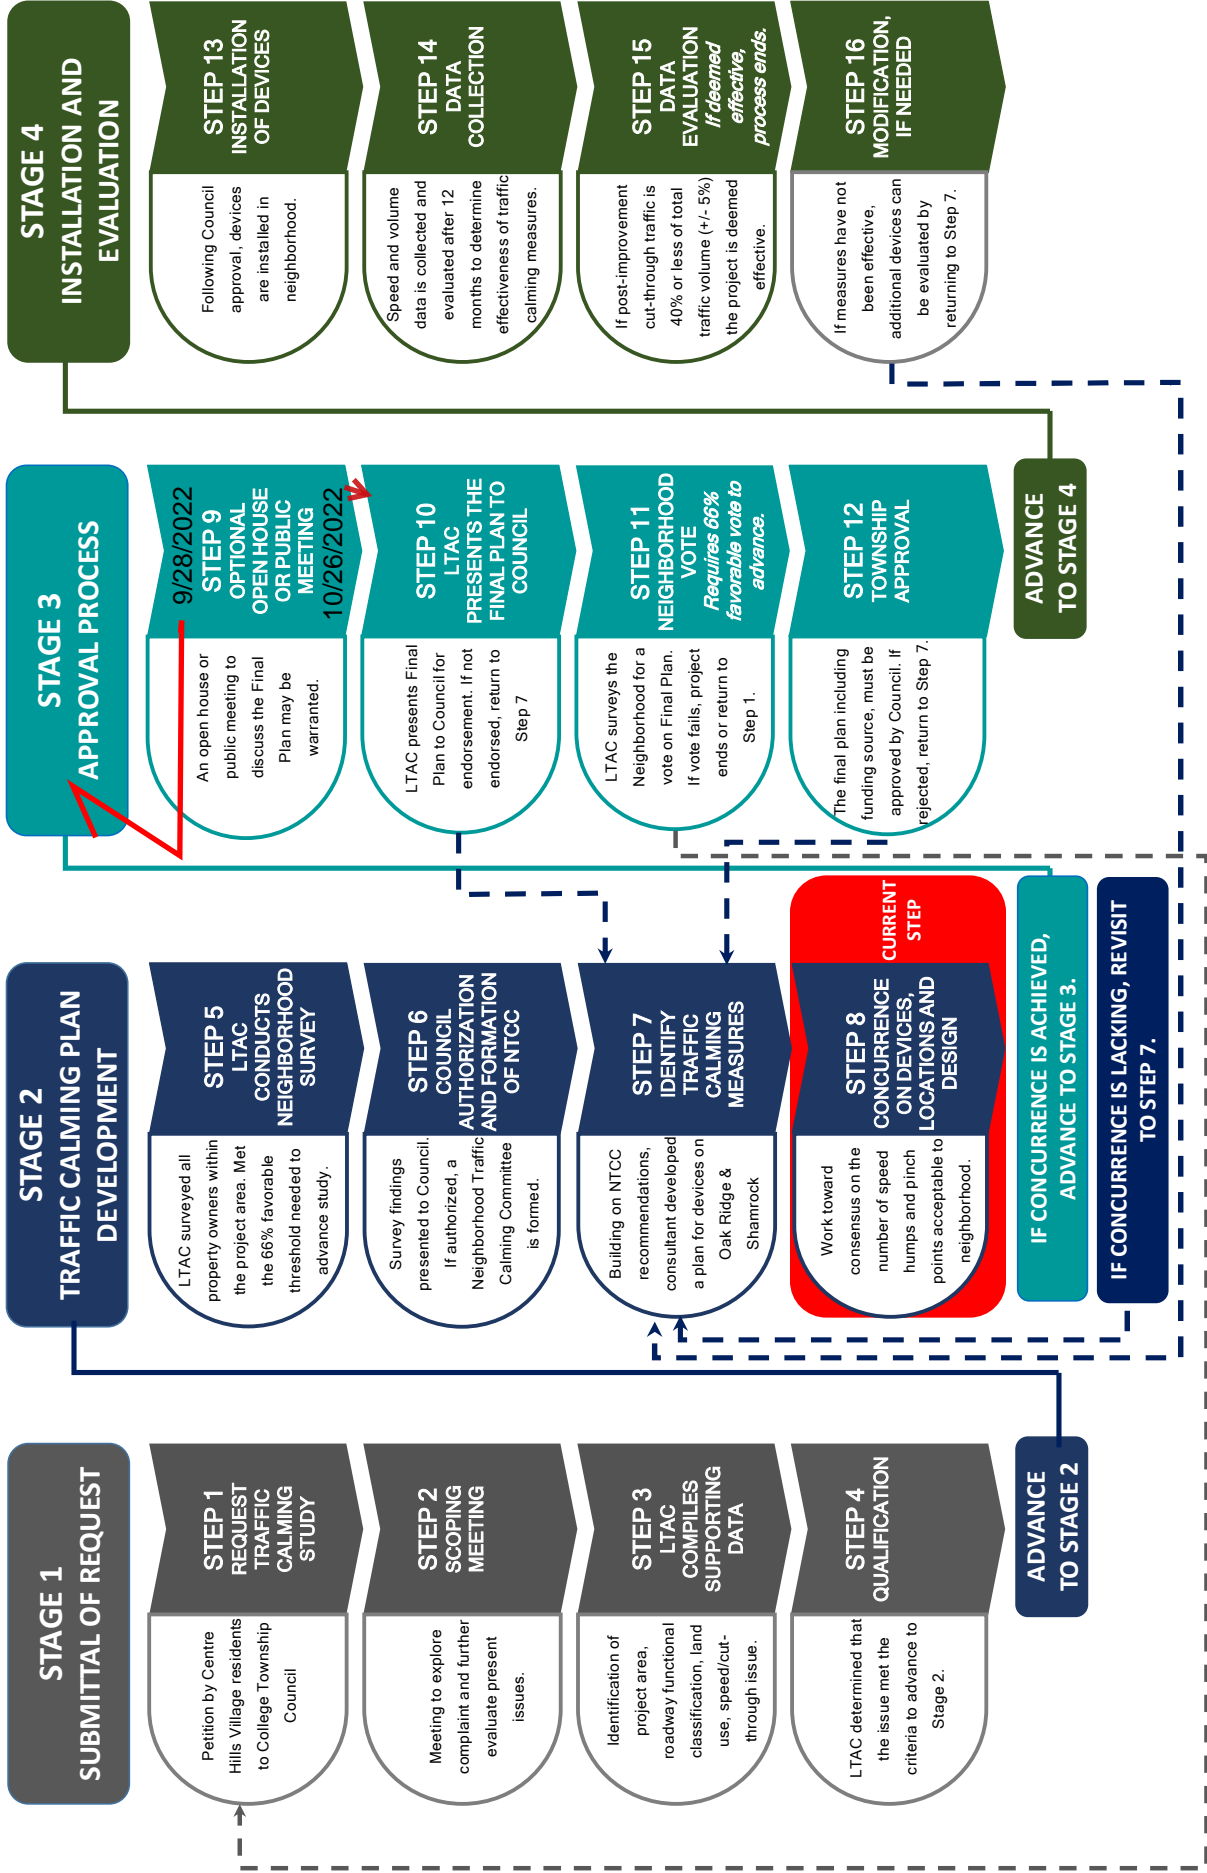 STAGE 1
SUBMITTAL OF REQUEST
STEP 1
REQUEST
TRAFFIC
CALMING
STUDY
Petition by Centre
Hills Village residents
to College Township
Council
STEP 2
SCOPING
MEETING
Meeting to explore
complaint and further
evaluate present
issues.
STEP 3
LTAC
COMPILES
SUPPORTING
DATA
Identification of
project area,
roadway functional
classification, land
use, speed/cut-
through issue.
STEP 4
QUALIFICATION
LTAC determined that
the issue met the
criteria to advance to
Stage 2.
ADVANCE
TO STAGE 2
STAGE 2
TRAFFIC CALMING PLAN
DEVELOPMENT
STEP 5
LTAC
CONDUCTS
NEIGHBORHOOD
SURVEY
LTAC surveyed all
property owners within
the project area. Met
the 66% favorable
threshold needed to
advance study.
STEP 6
COUNCIL
AUTHORIZATION
AND FORMATION
OF NTCC
Survey findings
presented to Council.
If authorized, a
Neighborhood Traffic
Calming Committee
is formed.
STEP 7
IDENTIFY
TRAFFIC
CALMING
MEASURES
Building on NTCC
recommendations,
consultant developed
a plan for devices on
Oak Ridge &
Shamrock
CURRENT
STEP
STEP 8
CONCURRENCE
ON DEVICES,
LOCATIONS AND
DESIGN
Work toward
consensus on the
number of speed
humps and pinch
points acceptable to
neighborhood.
IF CONCURRENCE IS ACHIEVED,
ADVANCE TO STAGE 3.
IF CONCURRENCE IS LACKING, REVISIT
TO STEP 7.
STAGE 3
APPROVAL PROCESS
9/28/2022
STEP 9
OPTIONAL
OPEN HOUSE
OR PUBLIC
MEETING
10/26/2022
An open house or
public meeting to
discuss the Final
Plan may be
warranted.
STEP 10
LTAC
PRESENTS THE
FINAL PLAN TO
COUNCIL
LTAC presents Final
Plan to Council for
endorsement. If not
endorsed, return to
Step 7
STEP 11
NEIGHBORHOOD
VOTE
Requires 66%
favorable vote to
advance.
LTAC surveys the
Neighborhood for a
vote on Final Plan.
If vote fails, project
ends or return to
Step 1.
STEP 12
TOWNSHIP
APPROVAL
The final plan including
funding source, must be
approved by Council. If
rejected, return to Step 7.
ADVANCE
TO STAGE 4
STAGE 4
INSTALLATION AND
EVALUATION
STEP 13
INSTALLATION
OF DEVICES
Following Council
approval, devices
are installed in
neighborhood.
STEP 14
DATA
COLLECTION
Speed and volume
data is collected and
evaluated after 12
months to determine
effectiveness of traffic
calming measures.
STEP 15
DATA
EVALUATION
If deemed
effective,
process ends.
If post-improvement
cut-through traffic is
40% or less of total
traffic volume (+/- 5%)
the project is deemed
effective.
STEP 16
MODIFICATION,
IF NEEDED
If measures have not
been effective,
additional devices can
be evaluated by
returning to Step 7.